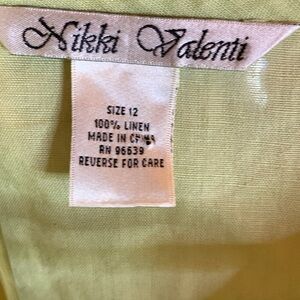 Nikki Valenti
SIZE 12
100% LINEN
MADE IN CHINA
RN 96639
REVERSE FOR CARE